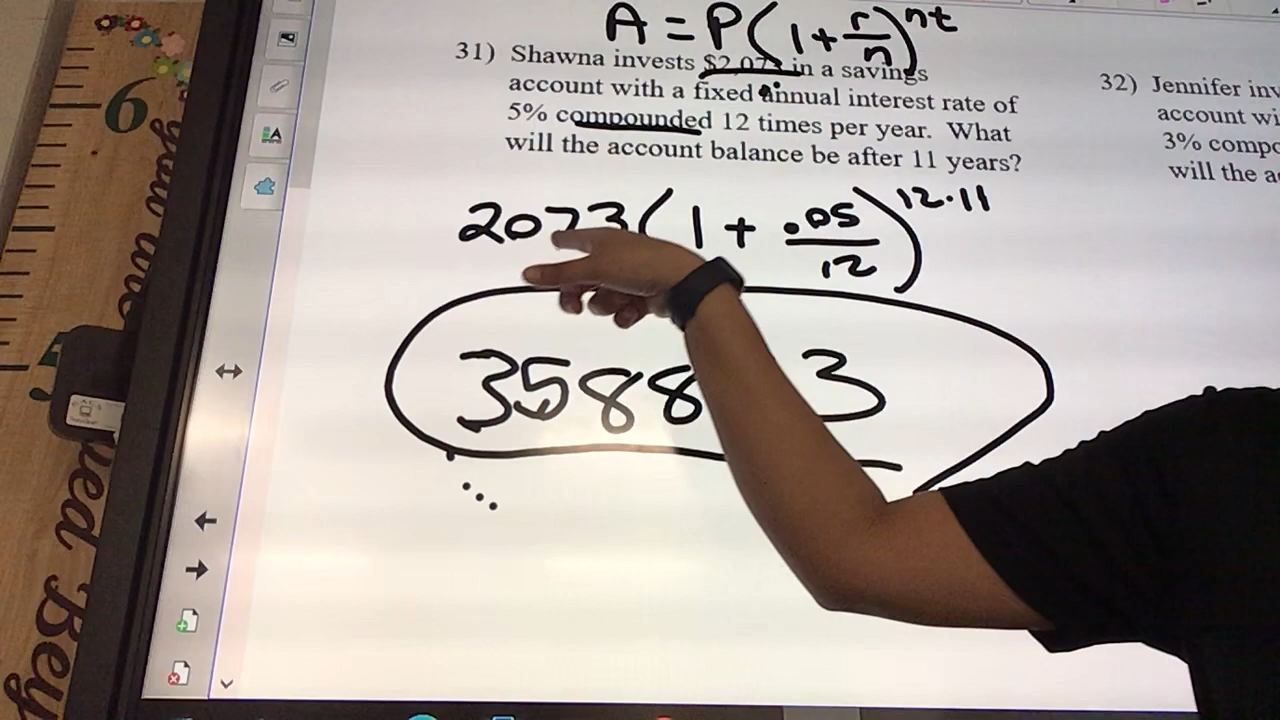 A = P(1 + r/n)^nt
31) Shawna invests $2,073 in a savings
account with a fixed annual interest rate of
5% compounded 12 times per year. What
will the account balance be after 11 years?
2073(1 + .05/12)^12·11
3588 3
32) Jennifer inv
account wi
3% compo
will the a
6
5